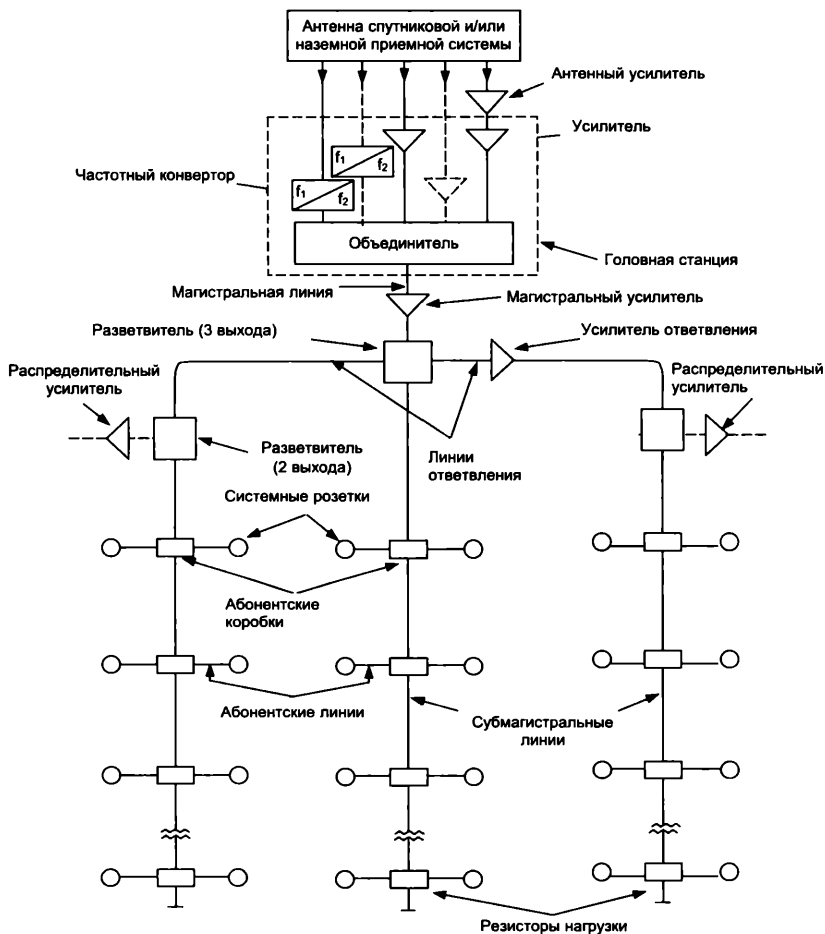 Антенна спутниковой и/или
наземной приемной системы
Антенный усилитель
Усилитель
Частотный конвертор
f1
f2
f1
f2
Объединитель
Головная станция
Магистральная линия
Магистральный усилитель
Разветвитель (3 выхода)
Усилитель ответвления
Распределительный
усилитель
Распределительный
усилитель
Разветвитель
(2 выхода)
Линии
ответвления
Системные розетки
Абонентские
коробки
Абонентские линии
Субмагистральные
линии
Резисторы нагрузки